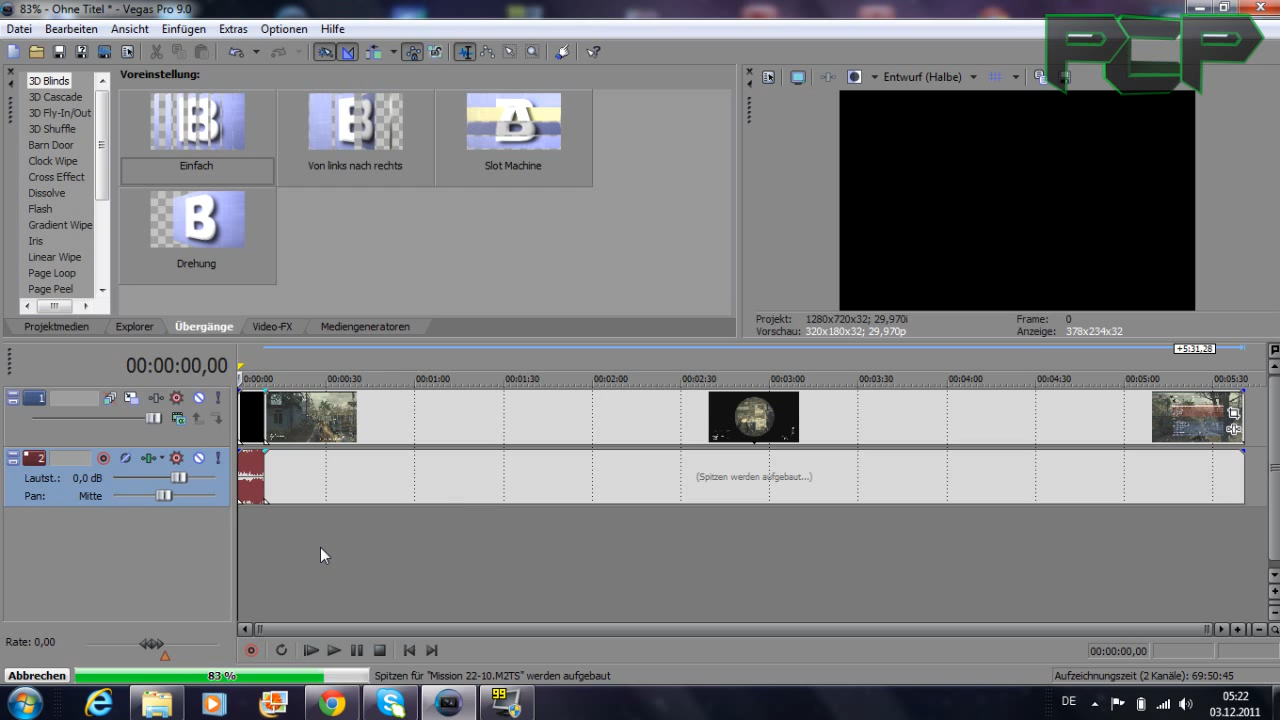 83% - Ohne Titel * - Vegas Pro 9.0
Datei Bearbeiten Ansicht Einfügen Extras Optionen Hilfe
PCP
3D Blinds
3D Cascade
3D Fly-In/Out
3D Shuffle
Barn Door
Clock Wipe
Cross Effect
Dissolve
Flash
Gradient Wipe
Iris
Linear Wipe
Page Loop
Page Peel
Voreinstellung:
B B A
Einfach Von links nach rechts Slot Machine
B
Drehung
Entwurf (Halbe)
Projekt: 1280x720x32; 29,970i Frame: 0
Vorschau: 320x180x32; 29,970p Anzeige: 378x234x32
Projektmedien Explorer Übergänge Video-FX Mediengeneratoren
+5:31,28
00:00:00,00
0:00:00 00:00:30 00:01:00 00:01:30 00:02:00 00:02:30 00:03:00 00:03:30 00:04:00 00:04:30 00:05:00 00:05:30
1
2
Lautst.: 0,0 dB
Pan: Mitte
(Spitzen werden aufgebaut...)
Rate: 0,00
00:00:00,00
Abbrechen 83 % Spitzen für "Mission 22-10.M2TS" werden aufgebaut Aufzeichnungszeit (2 Kanäle): 69:50:45
99
DE
05:22
03.12.2011